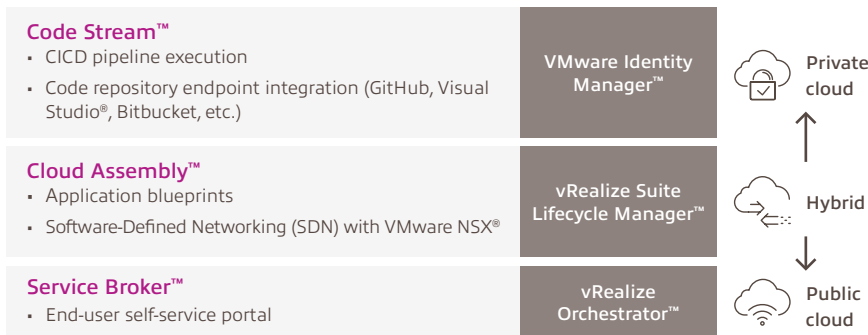 Code Stream™
▪ CICD pipeline execution
▪ Code repository endpoint integration (GitHub, Visual
Studio®, Bitbucket, etc.)
VMware Identity
Manager™
Private
cloud
Cloud Assembly™
▪ Application blueprints
▪ Software-Defined Networking (SDN) with VMware NSX®
vRealize Suite
Lifecycle Manager™
Hybrid
Service Broker™
▪ End-user self-service portal
vRealize
Orchestrator™
Public
cloud